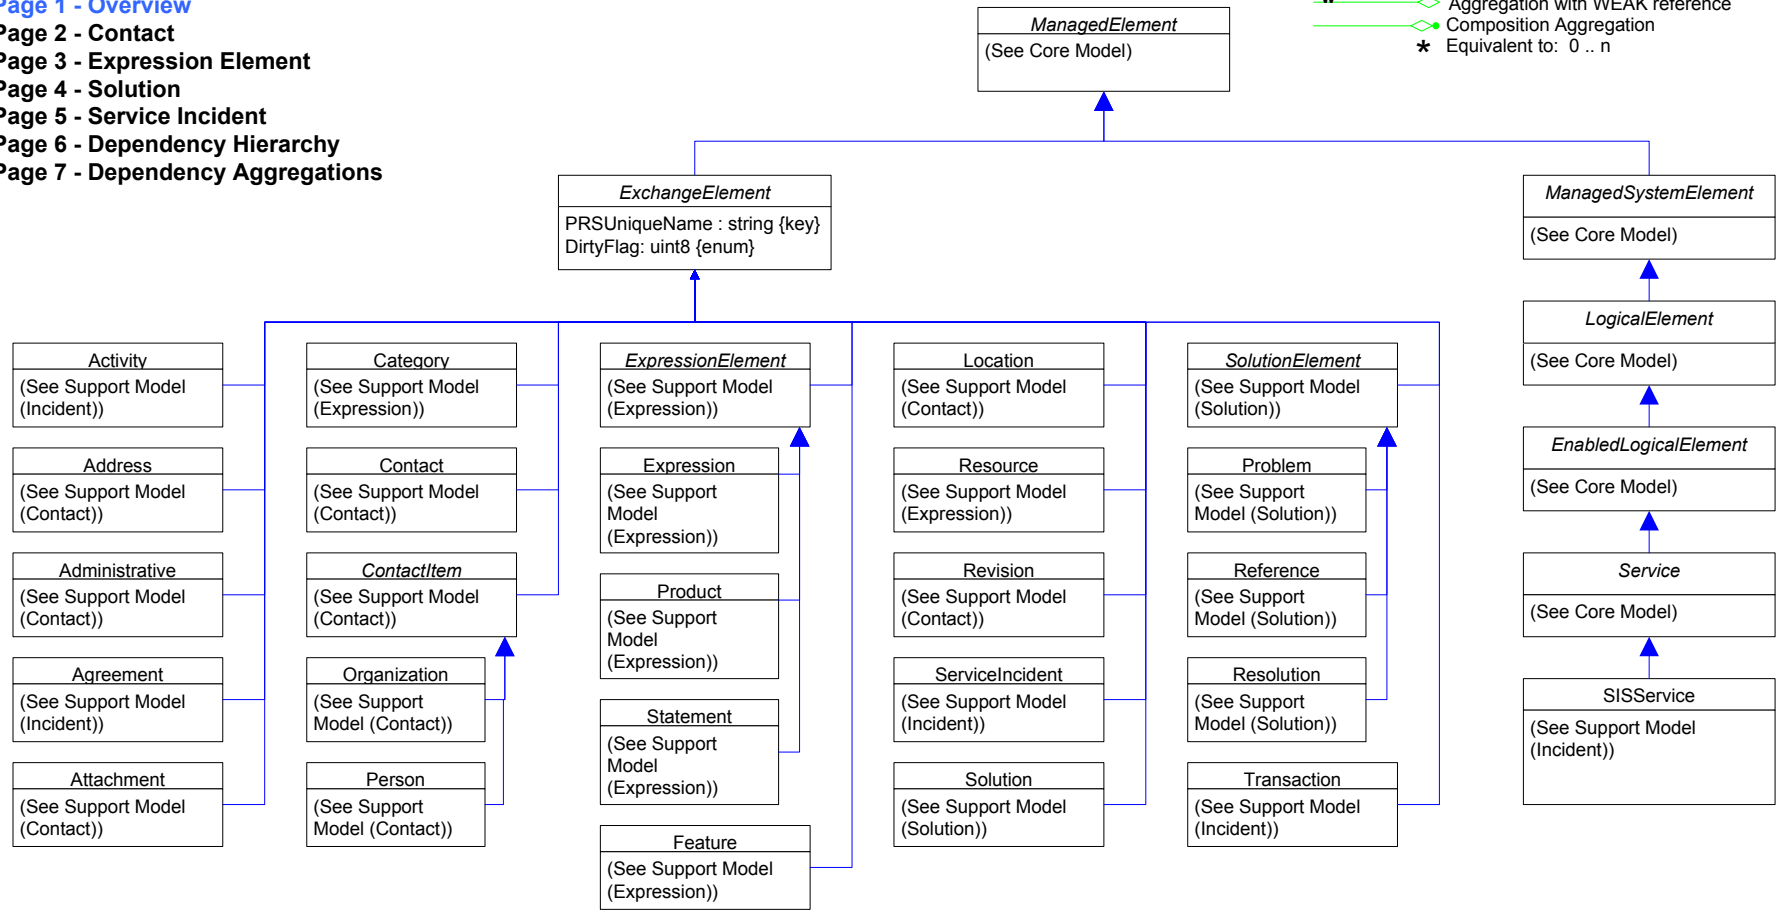 Page 1 - Overview
Page 2 - Contact
Page 3 - Expression Element
Page 4 - Solution
Page 5 - Service Incident
Page 6 - Dependency Hierarchy
Page 7 - Dependency Aggregations
* Aggregation with WEAK reference
Composition Aggregation
* Equivalent to: 0 .. n
ManagedElement
(See Core Model)
ExchangeElement
PRSUniqueName : string {key}
DirtyFlag: uint8 {enum}
ManagedSystemElement
(See Core Model)
LogicalElement
(See Core Model)
EnabledLogicalElement
(See Core Model)
Service
(See Core Model)
SISService
(See Support Model
(Incident))
Activity
(See Support Model
(Incident))
Address
(See Support Model
(Contact))
Administrative
(See Support Model
(Contact))
Agreement
(See Support Model
(Incident))
Attachment
(See Support Model
(Contact))
Category
(See Support Model
(Expression))
Contact
(See Support Model
(Contact))
ContactItem
(See Support Model
(Contact))
Organization
(See Support
Model (Contact))
Person
(See Support
Model (Contact))
ExpressionElement
(See Support Model
(Expression))
Expression
(See Support
Model
(Expression))
Product
(See Support
Model
(Expression))
Statement
(See Support
Model
(Expression))
Feature
(See Support Model
(Expression))
Location
(See Support Model
(Contact))
Resource
(See Support Model
(Expression))
Revision
(See Support Model
(Contact))
ServiceIncident
(See Support Model
(Incident))
Solution
(See Support Model
(Solution))
SolutionElement
(See Support Model
(Solution))
Problem
(See Support
Model (Solution))
Reference
(See Support
Model (Solution))
Resolution
(See Support
Model (Solution))
Transaction
(See Support Model
(Incident))